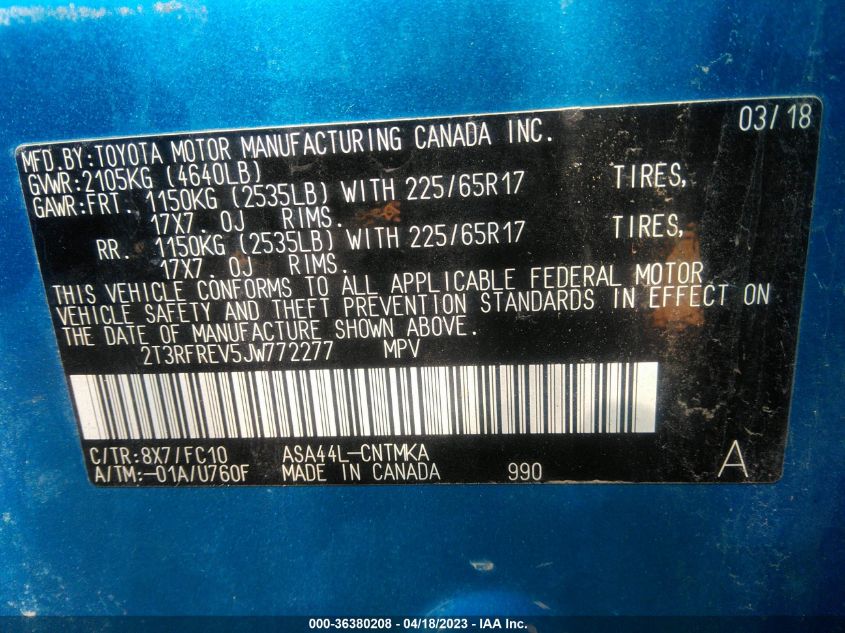 03/18
MFD.BY:TOYOTA MOTOR MANUFACTURING CANADA INC.
GVWR:2105KG (4640LB)
GAWR:FRT. 1150KG (2535LB) WITH 225/65R17 TIRES,
17X7.0J RIMS.
RR. 1150KG (2535LB) WITH 225/65R17 TIRES,
17X7.0J RIMS.
THIS VEHICLE CONFORMS TO ALL APPLICABLE FEDERAL MOTOR
VEHICLE SAFETY AND THEFT PREVENTION STANDARDS IN EFFECT ON
THE DATE OF MANUFACTURE SHOWN ABOVE.
2T3RFREV5JW772277 MPV
C/TR:8X7/FC10 ASA44L-CNTMKA
A/TM:-01A/U760F MADE IN CANADA 990 A
000-36380208 - 04/18/2023 - IAA Inc.